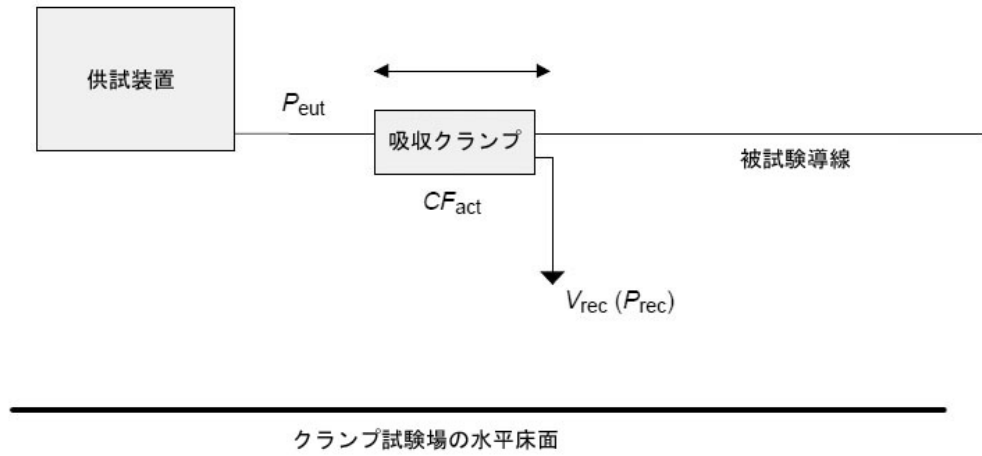 供試装置
Peut
吸収クランプ
被試験導線
CFact
Vrec (Prec)
クランプ試験場の水平床面